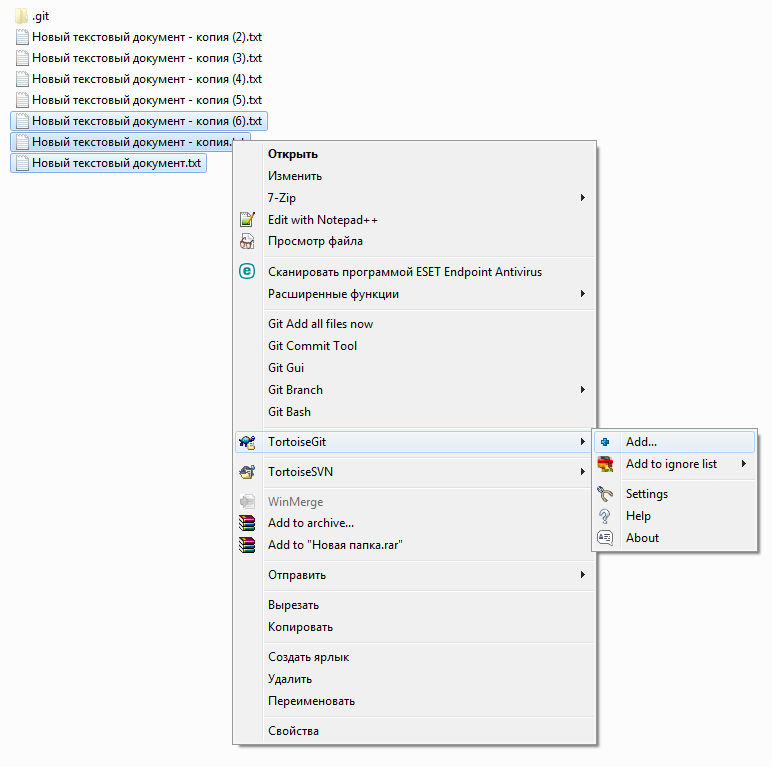 .git
Новый текстовый документ - копия (2).txt
Новый текстовый документ - копия (3).txt
Новый текстовый документ - копия (4).txt
Новый текстовый документ - копия (5).txt
Новый текстовый документ - копия (6).txt
Новый текстовый документ - копия.
Новый текстовый документ.txt
Открыть
Изменить
7-Zip
Edit with Notepad++
Просмотр файла
Сканировать программой ESET Endpoint Antivirus
Расширенные функции
Git Add all files now
Git Commit Tool
Git Gui
Git Branch
Git Bash
TortoiseGit
TortoiseSVN
WinMerge
Add to archive...
Add to "Новая папка.rar"
Отправить
Вырезать
Копировать
Создать ярлык
Удалить
Переименовать
Свойства
Add...
Add to ignore list
Settings
Help
About